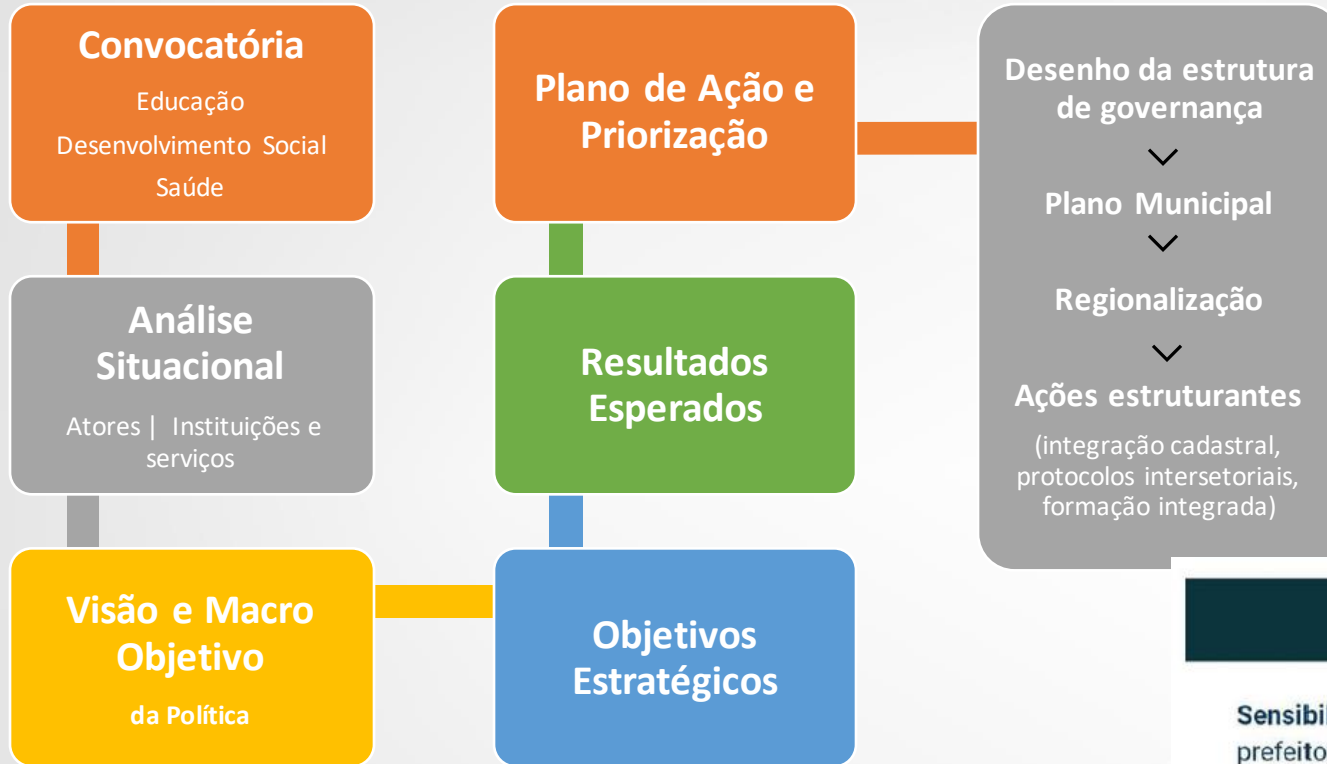 Convocatória
Educação
Desenvolvimento Social
Saúde
Análise
Situacional
Atores | Instituições e
serviços
Visão e Macro
Objetivo
da Política
Objetivos
Estratégicos
Resultados
Esperados
Plano de Ação e
Priorização
Desenho da estrutura
de governança
Plano Municipal
Regionalização
Ações estruturantes
(integração cadastral,
protocolos intersetoriais,
formação integrada)
prefeito